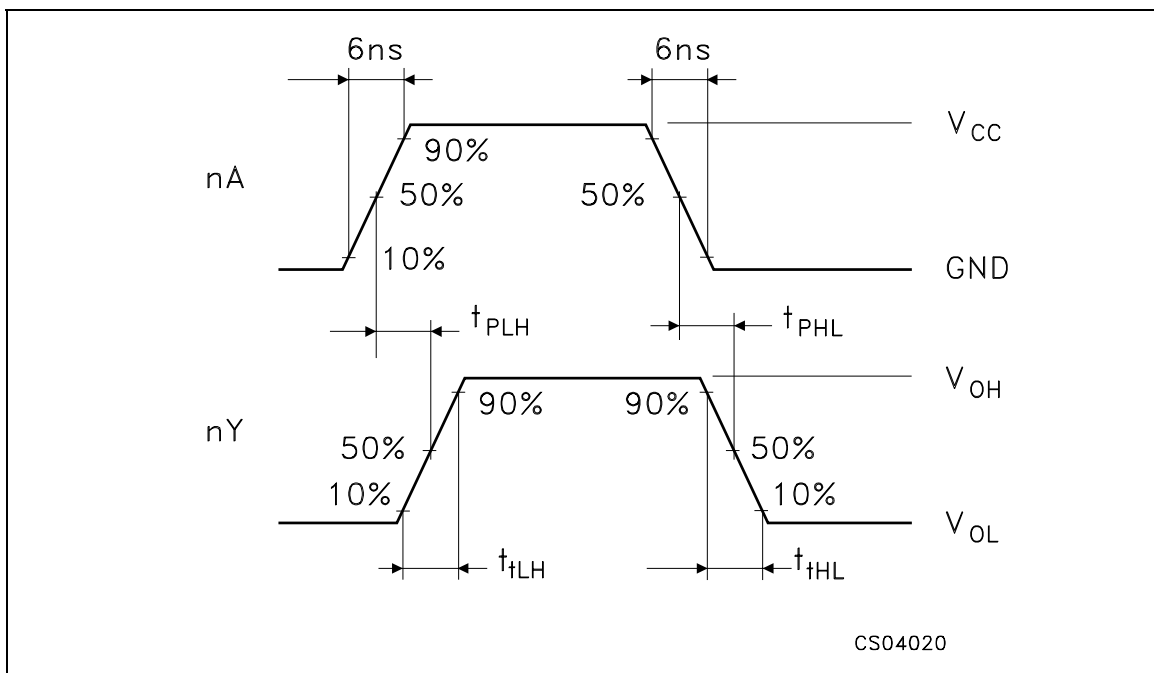 6ns 6ns
V_CC
90%
nA
50% 50%
10%
GND
t_PLH t_PHL
V_OH
90% 90%
nY
50% 50%
10% 10%
V_OL
t_tLH t_tHL
CS04020